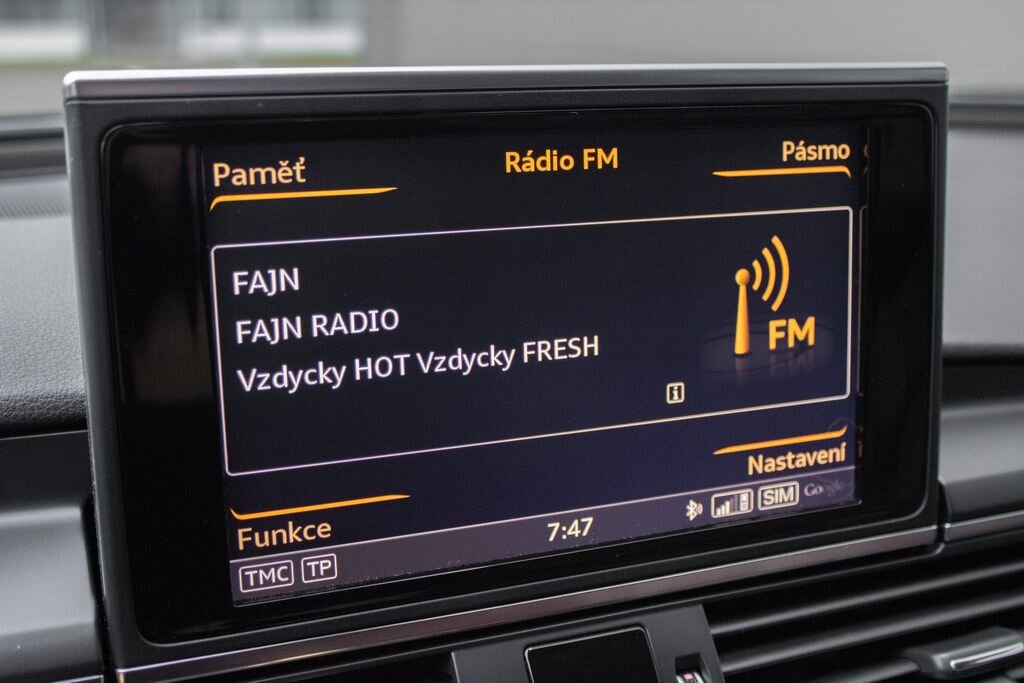 Paměť
Rádio FM
Pásmo
FAJN
FAJN RADIO
Vzdycky HOT Vzdycky FRESH
FM
i
Nastavení
Funkce
7:47
SIM
Google
TMC
TP